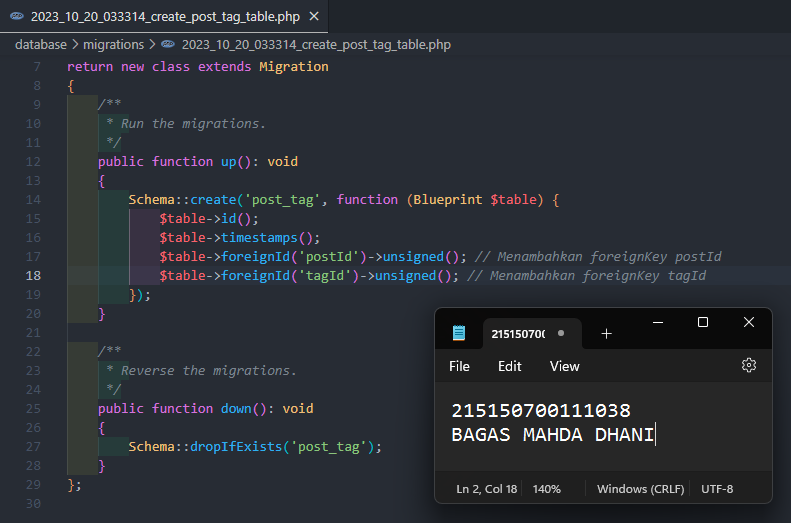 2023_10_20_033314_create_post_tag_table.php
database > migrations > 2023_10_20_033314_create_post_tag_table.php
7 return new class extends Migration
8 {
9 /**
10 * Run the migrations.
11 */
12 public function up(): void
13 {
14 Schema::create('post_tag', function (Blueprint $table) {
15 $table->id();
16 $table->timestamps();
17 $table->foreignId('postId')->unsigned(); // Menambahkan foreignKey postId
18 $table->foreignId('tagId')->unsigned(); // Menambahkan foreignKey tagId
19 });
20 }
21
22 /**
23 * Reverse the migrations.
24 */
25 public function down(): void
26 {
27 Schema::dropIfExists('post_tag');
28 }
29 };
30
215150700
File Edit View
215150700111038
BAGAS MAHDA DHANI
Ln 2, Col 18 140% Windows (CRLF) UTF-8